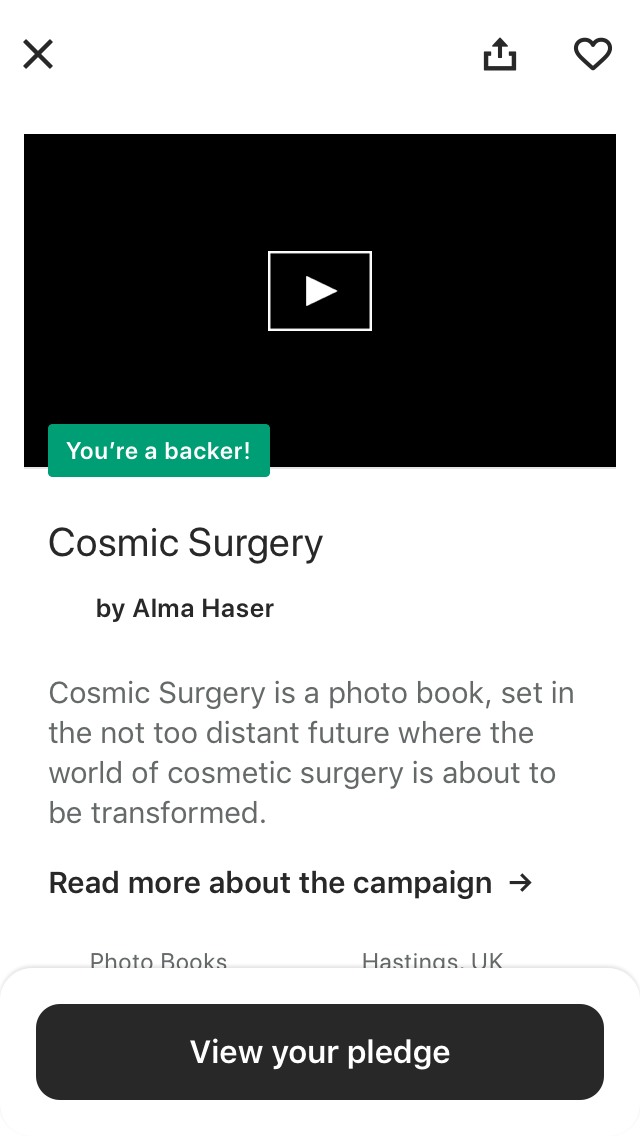 You’re a backer!
Cosmic Surgery
by Alma Haser
Cosmic Surgery is a photo book, set in
the not too distant future where the
world of cosmetic surgery is about to
be transformed.
Read more about the campaign →
Photo Books
Hastings, UK
View your pledge